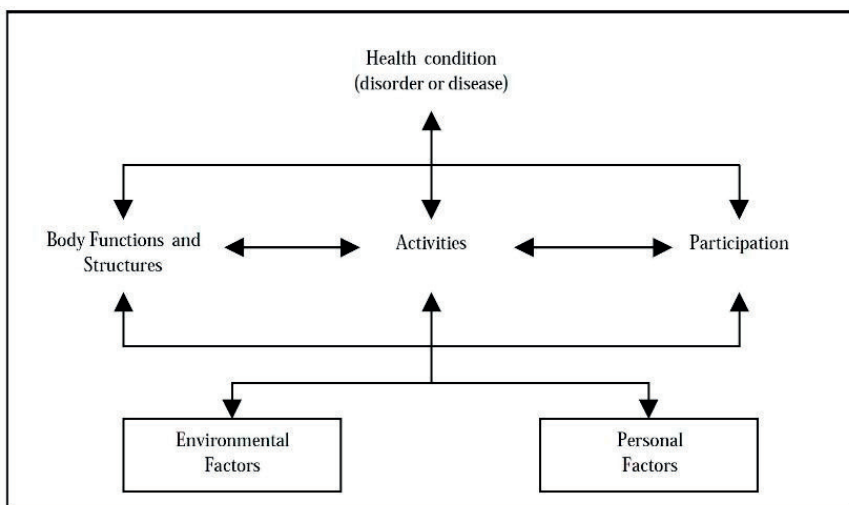 Health condition
(disorder or disease)
Body Functions and
Structures
Activities
Participation
Environmental
Factors
Personal
Factors